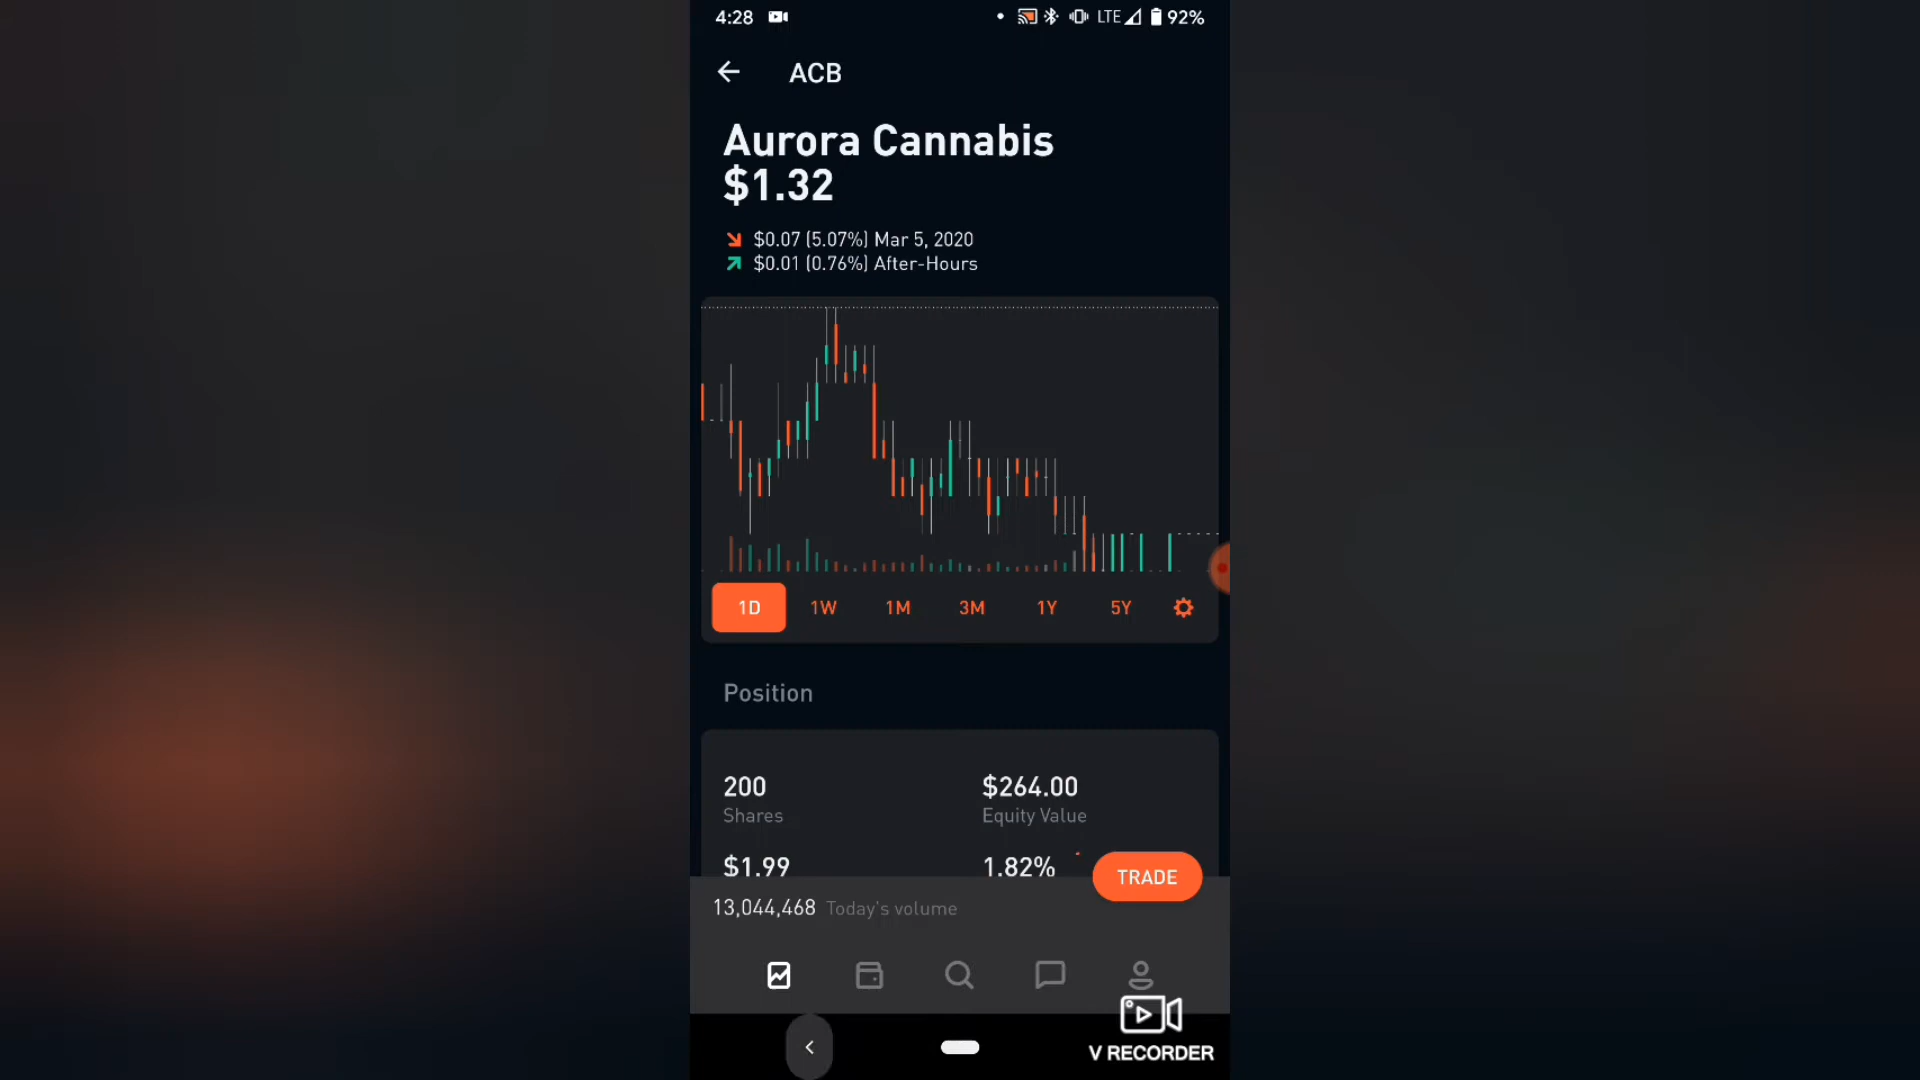 4:28 LTE 92%
ACB
Aurora Cannabis
$1.32
$0.07 (5.07%) Mar 5, 2020
$0.01 (0.76%) After-Hours
1D 1W 1M 3M 1Y 5Y
Position
200 $264.00
Shares Equity Value
$1.99 1.82%
TRADE
13,044,468 Today's volume
V RECORDER